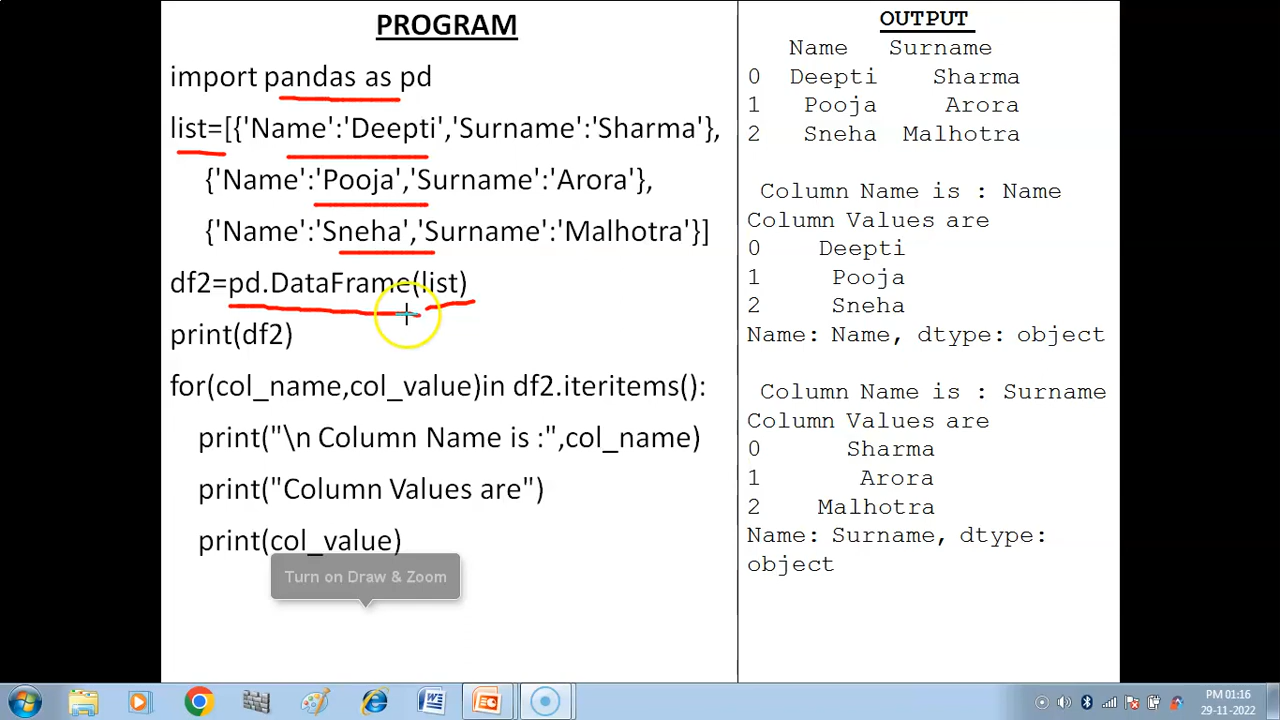 PROGRAM
import pandas as pd
list=[{'Name':'Deepti','Surname':'Sharma'},
{'Name':'Pooja','Surname':'Arora'},
{'Name':'Sneha','Surname':'Malhotra'}]
df2=pd.DataFrame(list)
print(df2)
for(col_name,col_value)in df2.iteritems():
print("\n Column Name is :",col_name)
print("Column Values are")
print(col_value)
Turn on Draw & Zoom
OUTPUT
Name Surname
0 Deepti Sharma
1 Pooja Arora
2 Sneha Malhotra
Column Name is : Name
Column Values are
0 Deepti
1 Pooja
2 Sneha
Name: Name, dtype: object
Column Name is : Surname
Column Values are
0 Sharma
1 Arora
2 Malhotra
Name: Surname, dtype:
object
PM 01:16
29-11-2022